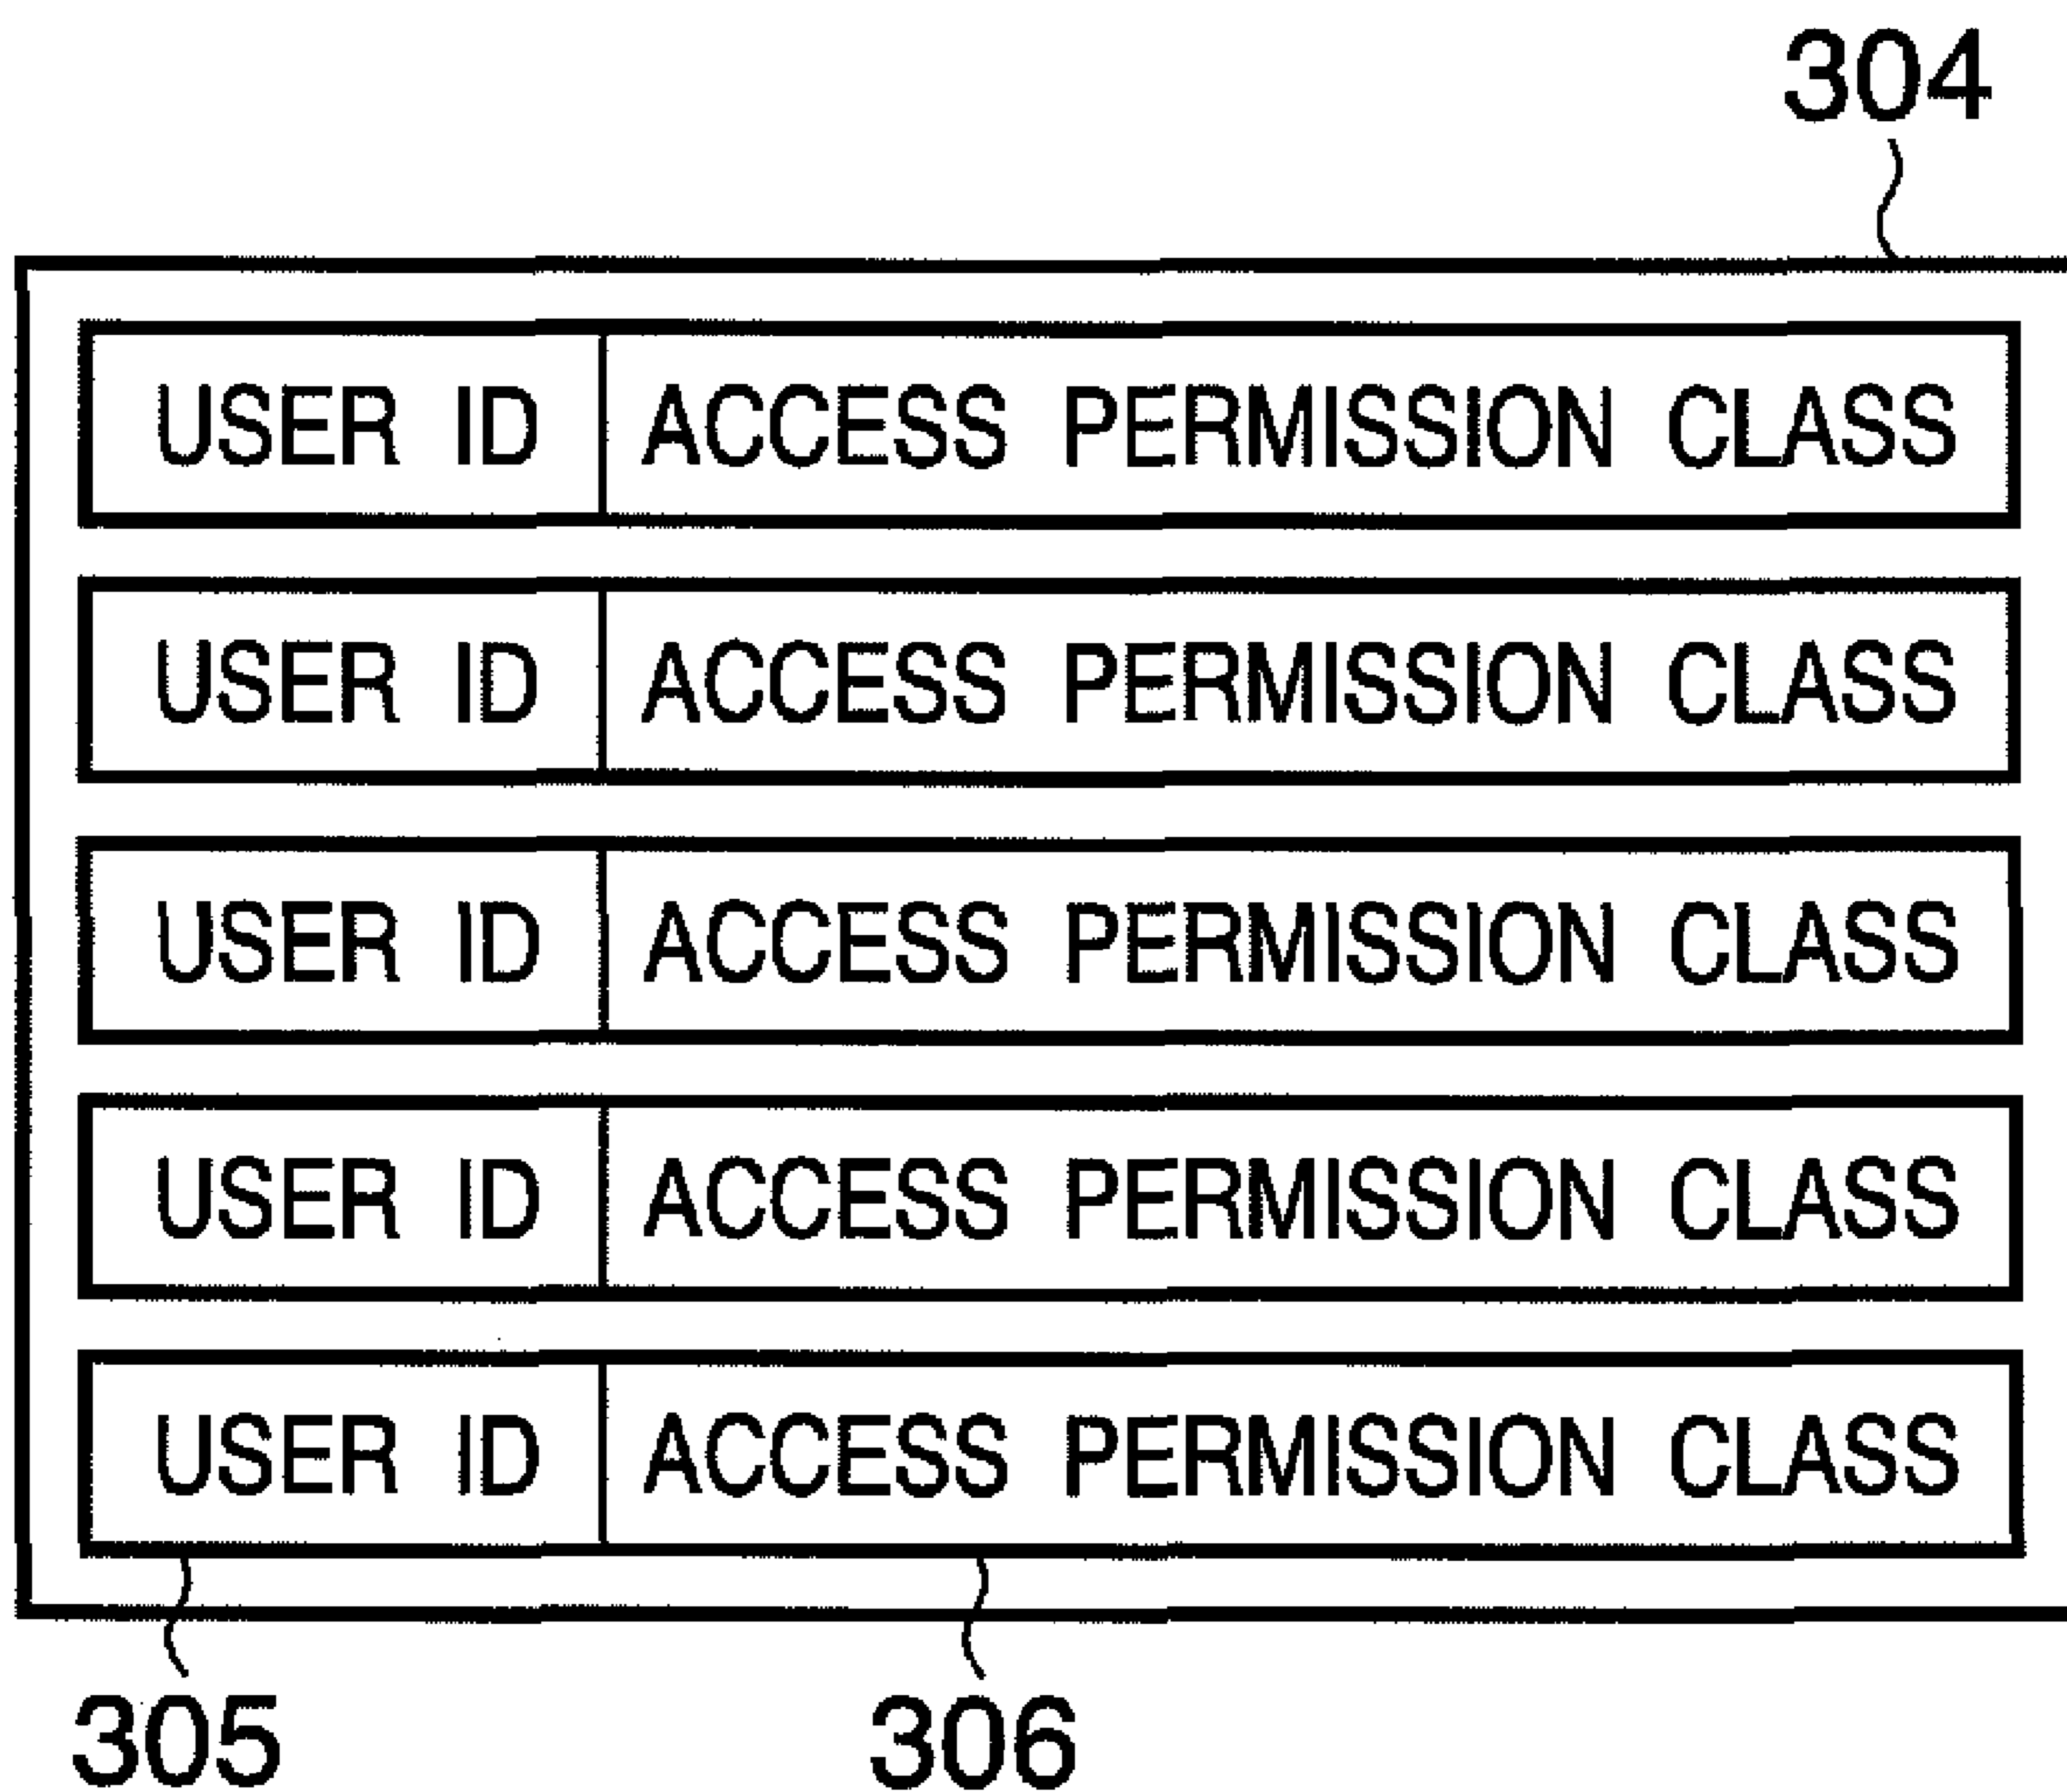 304
USER ID ACCESS PERMISSION CLASS
USER ID ACCESS PERMISSION CLASS
USER ID ACCESS PERMISSION CLASS
USER ID ACCESS PERMISSION CLASS
USER ID ACCESS PERMISSION CLASS
305 306